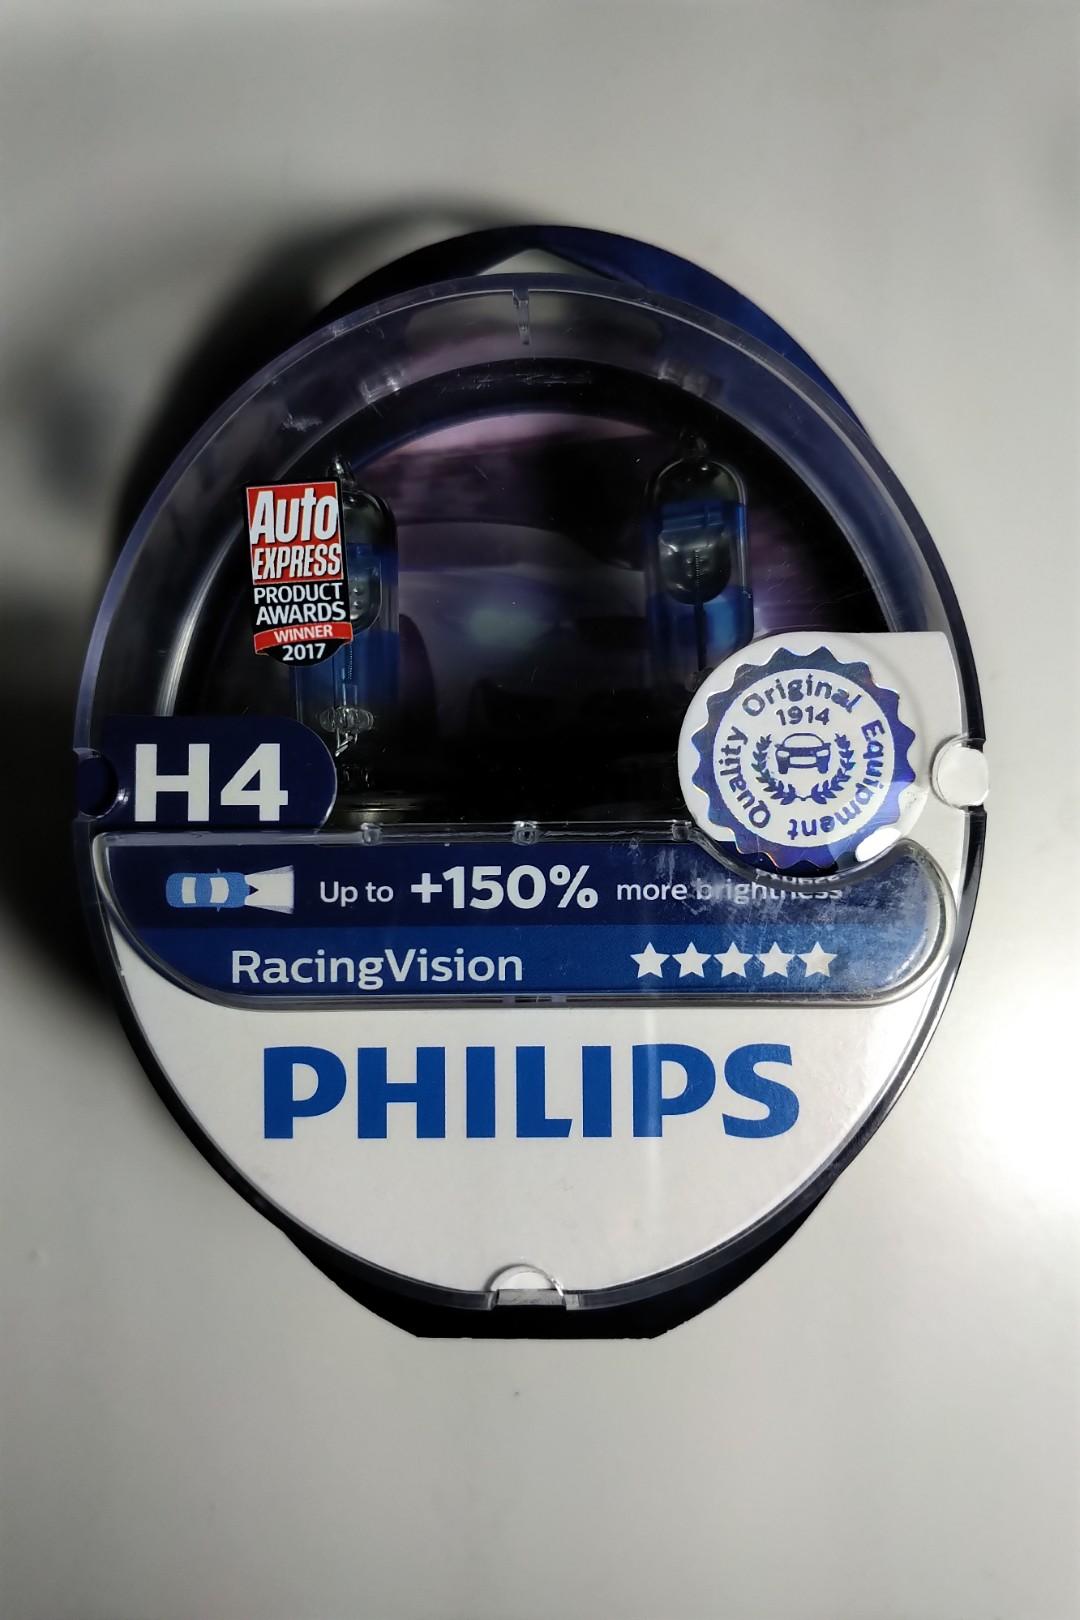 Auto
EXPRESS
PRODUCT
AWARDS
WINNER
2017
Quality Original Equipment
1914
H4
Up to +150% more brightness
RacingVision
PHILIPS